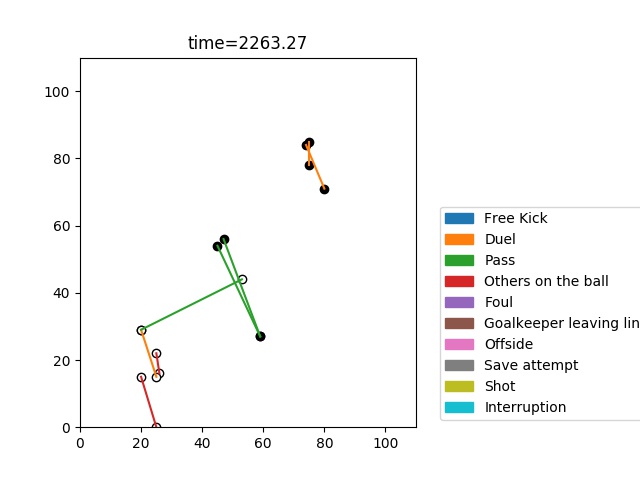 time=2263.27
100
80
60
40
20
0
0 20 40 60 80 100
Free Kick
Duel
Pass
Others on the ball
Foul
Goalkeeper leaving lin
Offside
Save attempt
Shot
Interruption